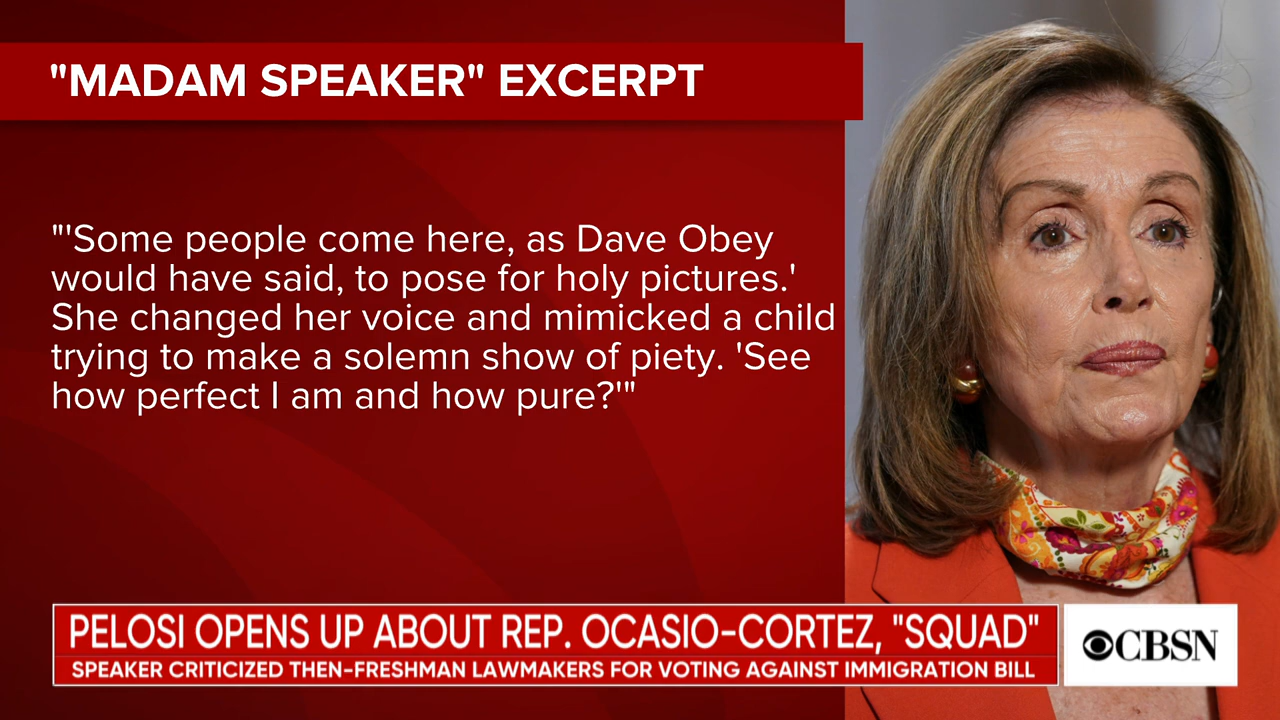 "MADAM SPEAKER" EXCERPT
"'Some people come here, as Dave Obey
would have said, to pose for holy pictures.'
She changed her voice and mimicked a child
trying to make a solemn show of piety. 'See
how perfect I am and how pure?'"
PELOSI OPENS UP ABOUT REP. OCASIO-CORTEZ, "SQUAD"
SPEAKER CRITICIZED THEN-FRESHMAN LAWMAKERS FOR VOTING AGAINST IMMIGRATION BILL
CBSN